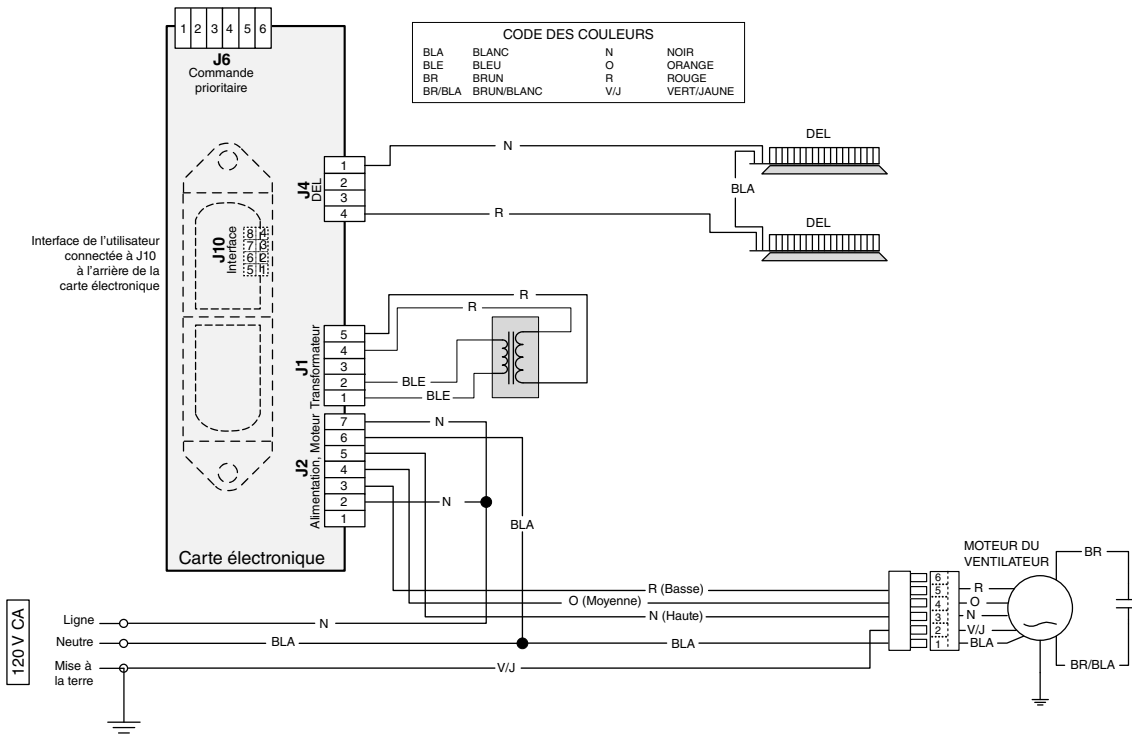 1 2 3 4 5 6
J6
Commande
prioritaire
CODE DES COULEURS
BLA BLANC N NOIR
BLE BLEU O ORANGE
BR BRUN R ROUGE
BR/BLA BRUN/BLANC V/J VERT/JAUNE
J4
DEL
1
2
3
4
N
R
DEL
BLA
DEL
Interface de l'utilisateur
connectée à J10
à l'arrière de la
carte électronique
J10
Interface
8 4
7 3
6 2
5 1
J1
Transformateur
5
4
3
2
1
R
R
BLE
BLE
J2
Alimentation, Moteur
7
6
5
4
3
2
1
N
N
BLA
Carte électronique
R (Basse)
O (Moyenne)
N (Haute)
120 V CA
Ligne
N
Neutre
BLA
BLA
Mise à
la terre
V/J
MOTEUR DU
VENTILATEUR
6
5
4
3
2
1
R
O
N
V/J
BLA
BR
BR/BLA